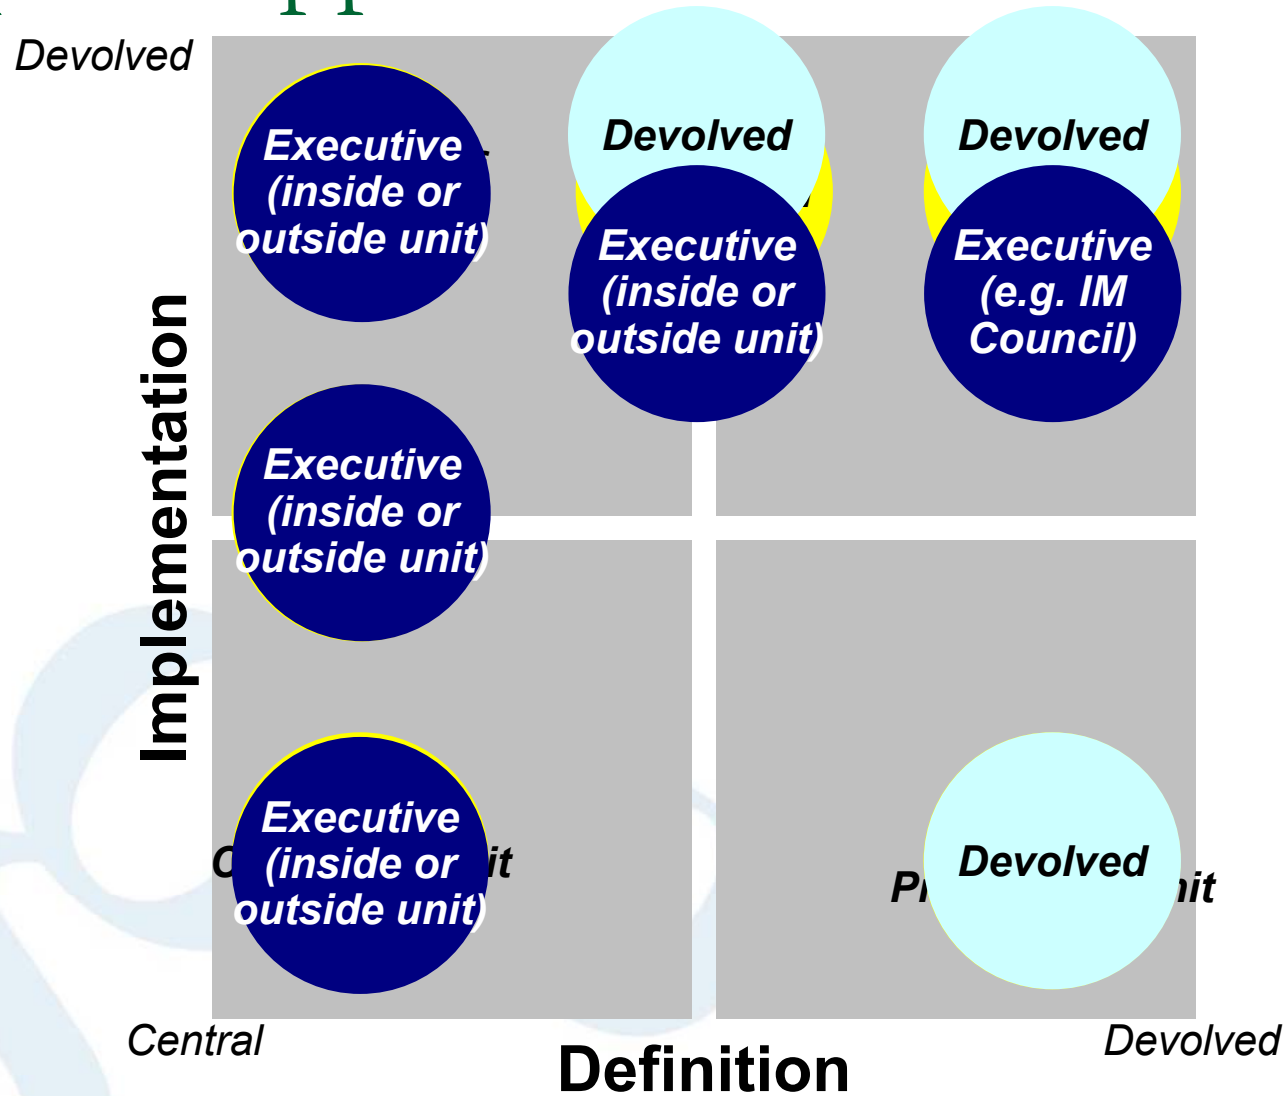 Devolved
Executive
(inside or
outside unit)
Devolved
Executive
(inside or
outside unit)
Devolved
Executive
(e.g. IM
Council)
Implementation
Executive
(inside or
outside unit)
Executive
(inside or
outside unit)
Devolved
Central
Definition
Devolved